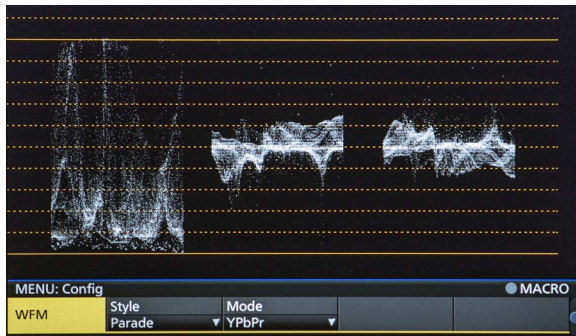 MENU: Config
MACRO
WFM
Style
Mode
Parade
YPbPr